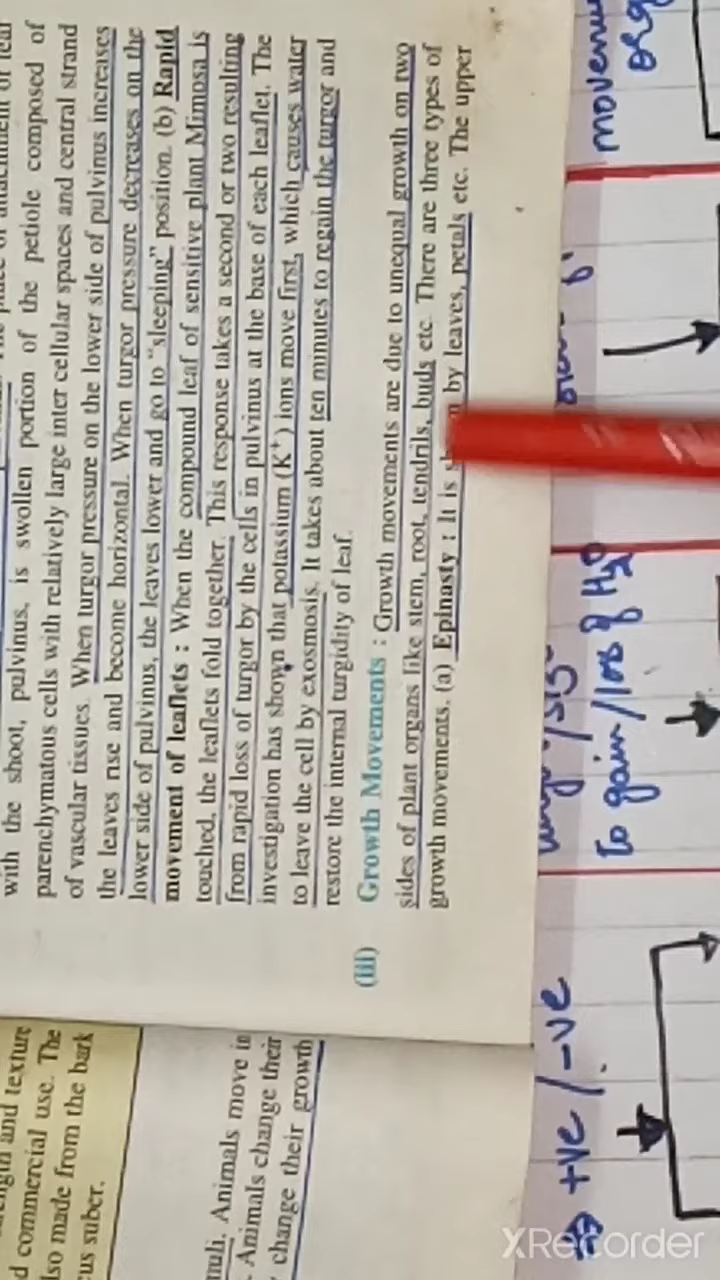 with the shoot, pulvinus, is swollen portion of the petiole composed of
parenchymatous cells with relatively large inter cellular spaces and central strand
of vascular tissues. When turgor pressure on the lower side of pulvinus increases
the leaves rise and become horizontal. When turgor pressure decreases on the
lower side of pulvinus, the leaves lower and go to "sleeping" position. (b) Rapid
movement of leaflets : When the compound leaf of sensitive plant Mimosa is
touched, the leaflets fold together. This response takes a second or two resulting
from rapid loss of turgor by the cells in pulvinus at the base of each leaflet. The
investigation has shown that potassium (K⁺) ions move first, which causes water
to leave the cell by exosmosis. It takes about ten minutes to regain the turgor and
restore the internal turgidity of leaf.
(iii) Growth Movements : Growth movements are due to unequal growth on two
sides of plant organs like stem, root, tendrils, buds etc. There are three types of
growth movements. (a) Epinasty : It is by leaves, petals etc. The upper
and texture
commercial use. The
also made from the bark
suber.
Animals move in
Animals change their
change their growth
+ve / -ve
to gain / loss of H₂O
XRecorder